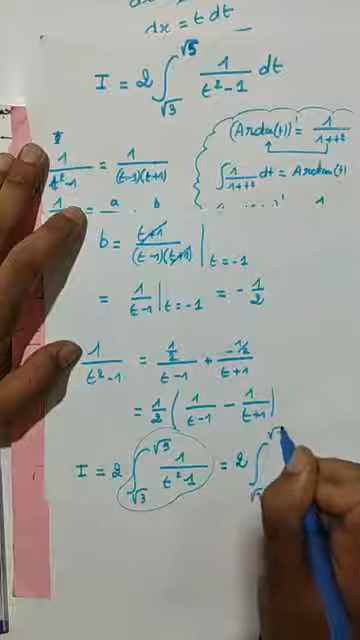 dx = t dt
I = 2 ∫_{√3}^{√5} 1/(t²-1) dt
(Arctan(t))' = 1/(1+t²)
∫ 1/(1+t²) dt = Arctan(t)
1/(t²-1) = 1/((t-1)(t+1))
b = (t+1)/((t-1)(t+1)) |_{t=-1}
= 1/(t-1) |_{t=-1} = -1/2
1/(t²-1) = (1/2)/(t-1) + (-1/2)/(t+1)
= 1/2 ( 1/(t-1) - 1/(t+1) )
I = 2 ∫_{√3}^{√5} 1/(t²-1) = 2 ∫